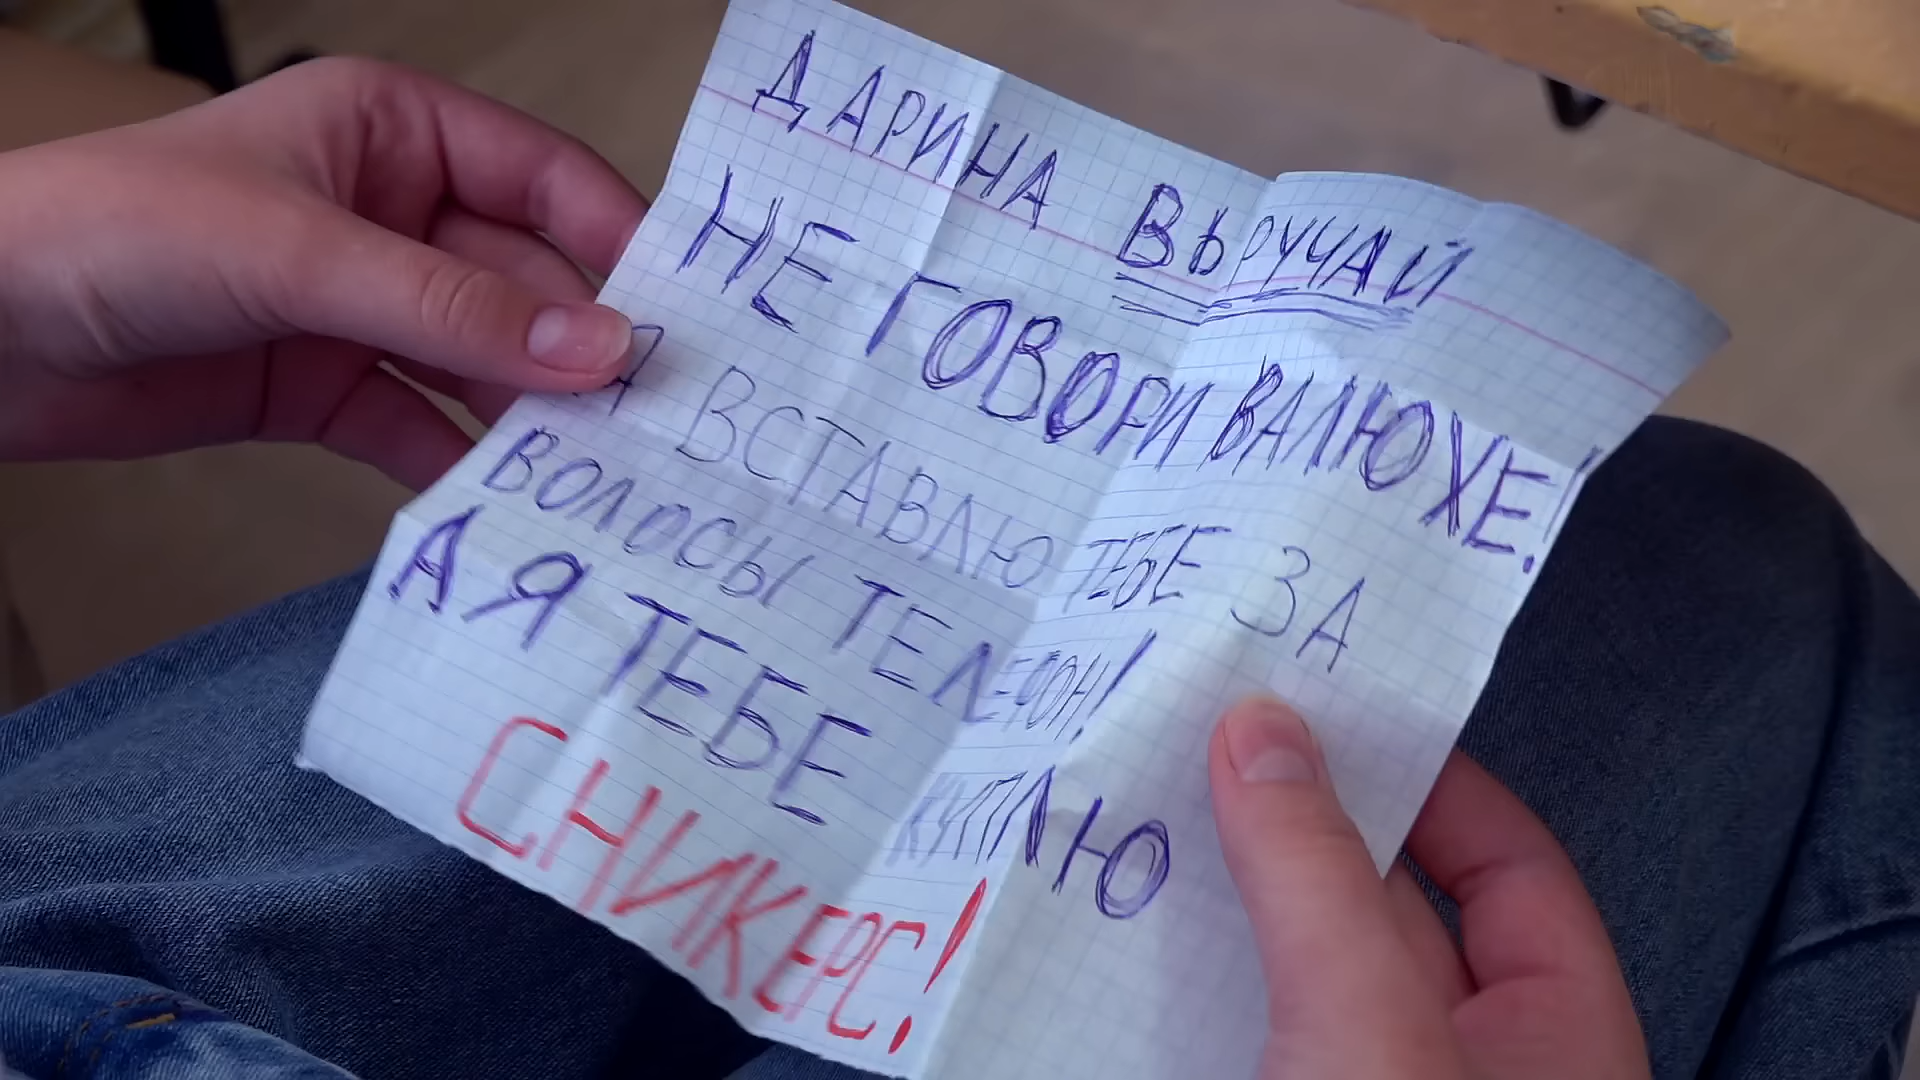 ДАРИНА ВЫРУЧАЙ
НЕ ГОВОРИ ВАЛЮХЕ!
Я ВСТАВЛЮ ТЕБЕ ЗА
ВОЛОСЫ ТЕЛЕФОН!
А Я ТЕБЕ КУПЛЮ
СНИКЕРС!